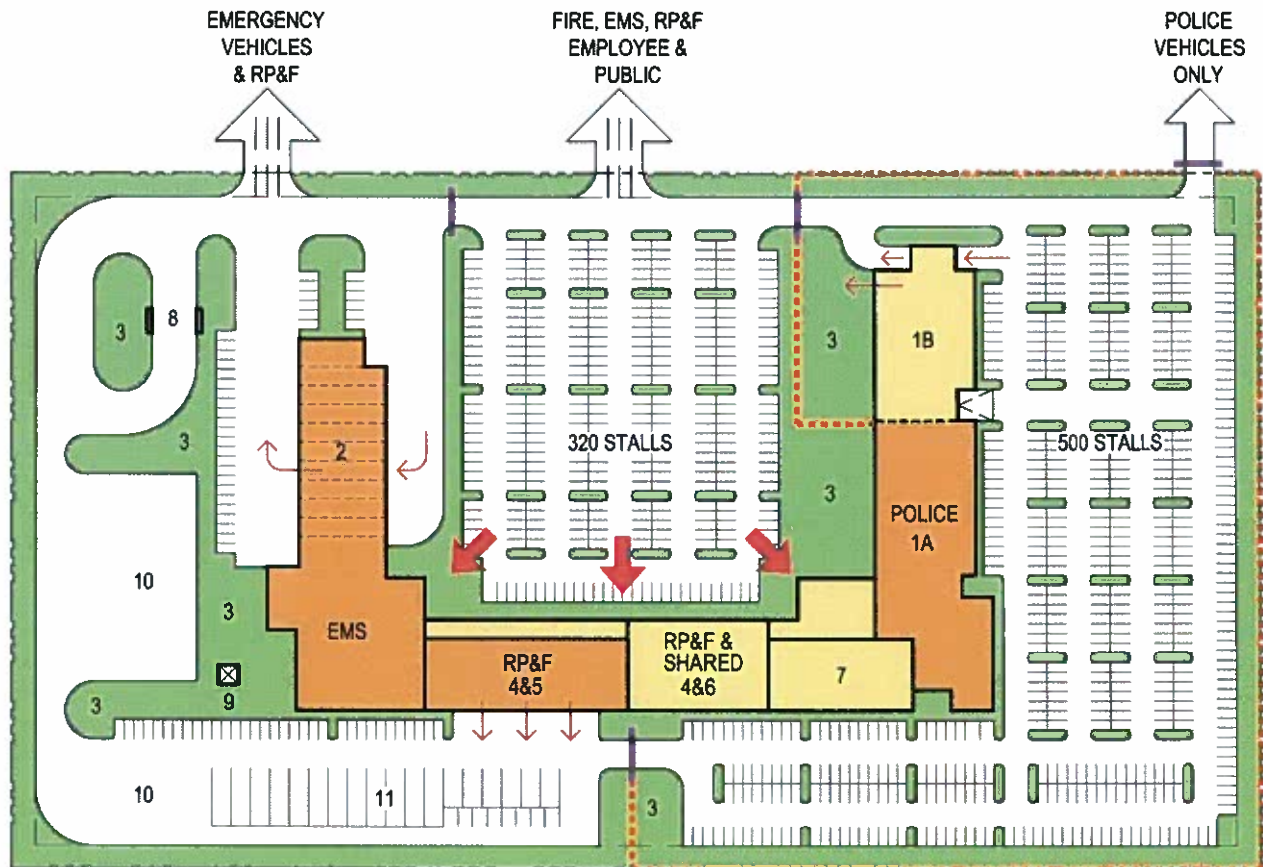 EMERGENCY
VEHICLES
& RP&F
FIRE, EMS, RP&F
EMPLOYEE &
PUBLIC
POLICE
VEHICLES
ONLY
3
8
3
1B
3
2
320 STALLS
500 STALLS
3
POLICE
1A
10
3
EMS
RP&F
4&5
RP&F &
SHARED
4&6
7
3
9
10
11
3